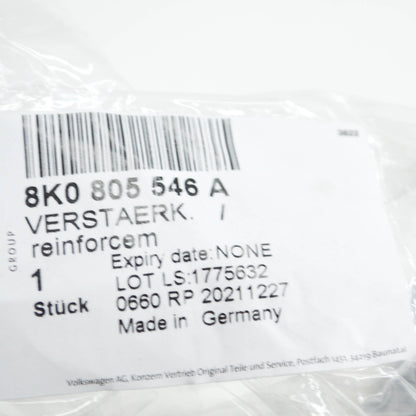 3622
8K0 805 546 A
VERSTAERK. /
reinforcem
GROUP
1
Stück
Expiry date: NONE
LOT LS:1775632
0660 RP 20211227
Made in Germany
Volkswagen AG, Konzern Vertrieb Original Teile und Service, Postfach 1451, 34219 Baunatal